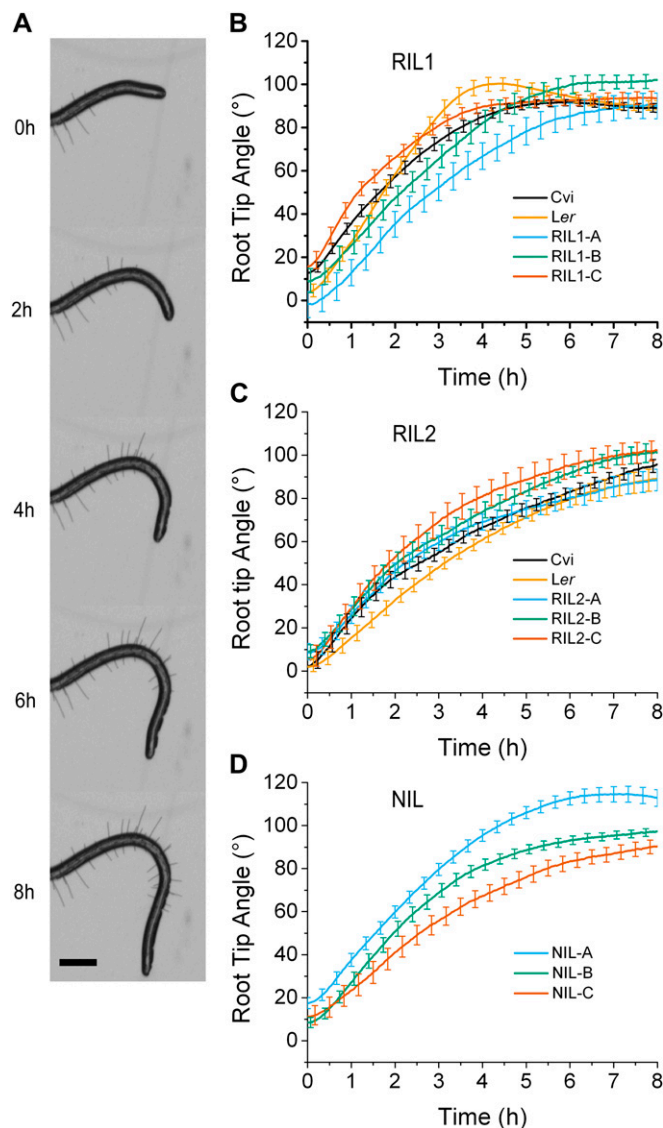 A
0h
2h
4h
6h
8h
B
RIL1
Root Tip Angle (°)
120
100
80
60
40
20
0
Cvi
Ler
RIL1-A
RIL1-B
RIL1-C
0 1 2 3 4 5 6 7 8
Time (h)
C
RIL2
Root tip Angle (°)
120
100
80
60
40
20
0
Cvi
Ler
RIL2-A
RIL2-B
RIL2-C
0 1 2 3 4 5 6 7 8
Time (h)
D
NIL
Root Tip Angle (°)
120
100
80
60
40
20
0
NIL-A
NIL-B
NIL-C
0 1 2 3 4 5 6 7 8
Time (h)